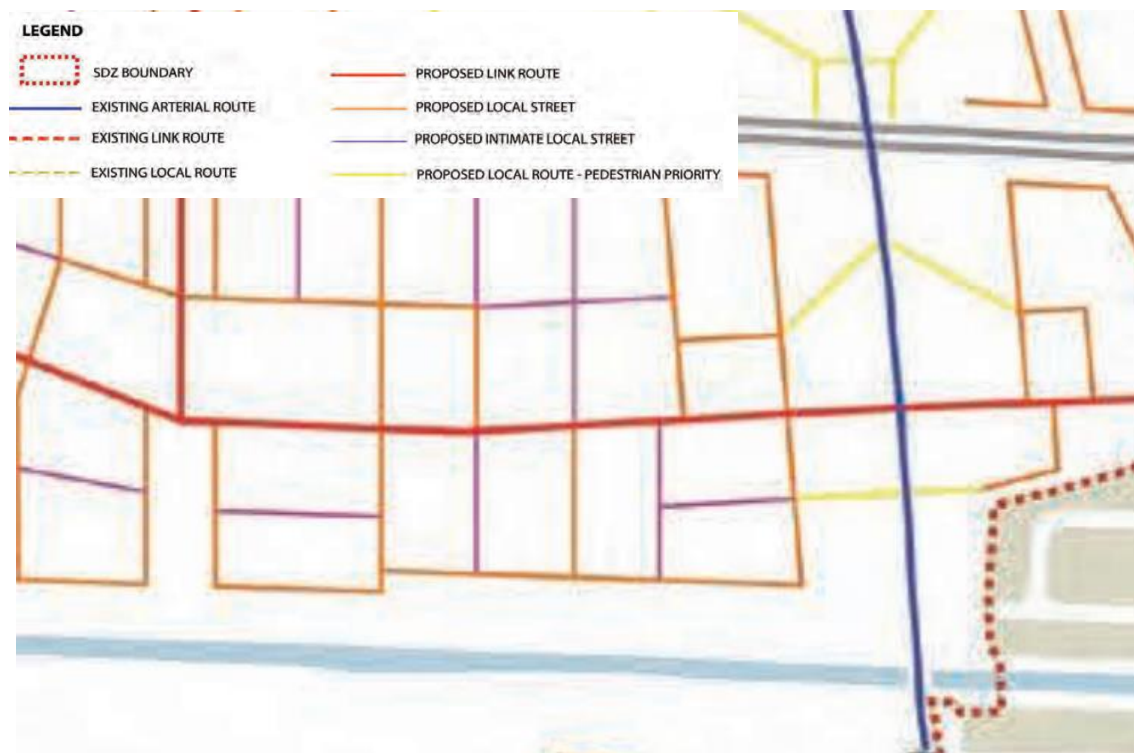 LEGEND
SDZ BOUNDARY
EXISTING ARTERIAL ROUTE
EXISTING LINK ROUTE
EXISTING LOCAL ROUTE
PROPOSED LINK ROUTE
PROPOSED LOCAL STREET
PROPOSED INTIMATE LOCAL STREET
PROPOSED LOCAL ROUTE - PEDESTRIAN PRIORITY